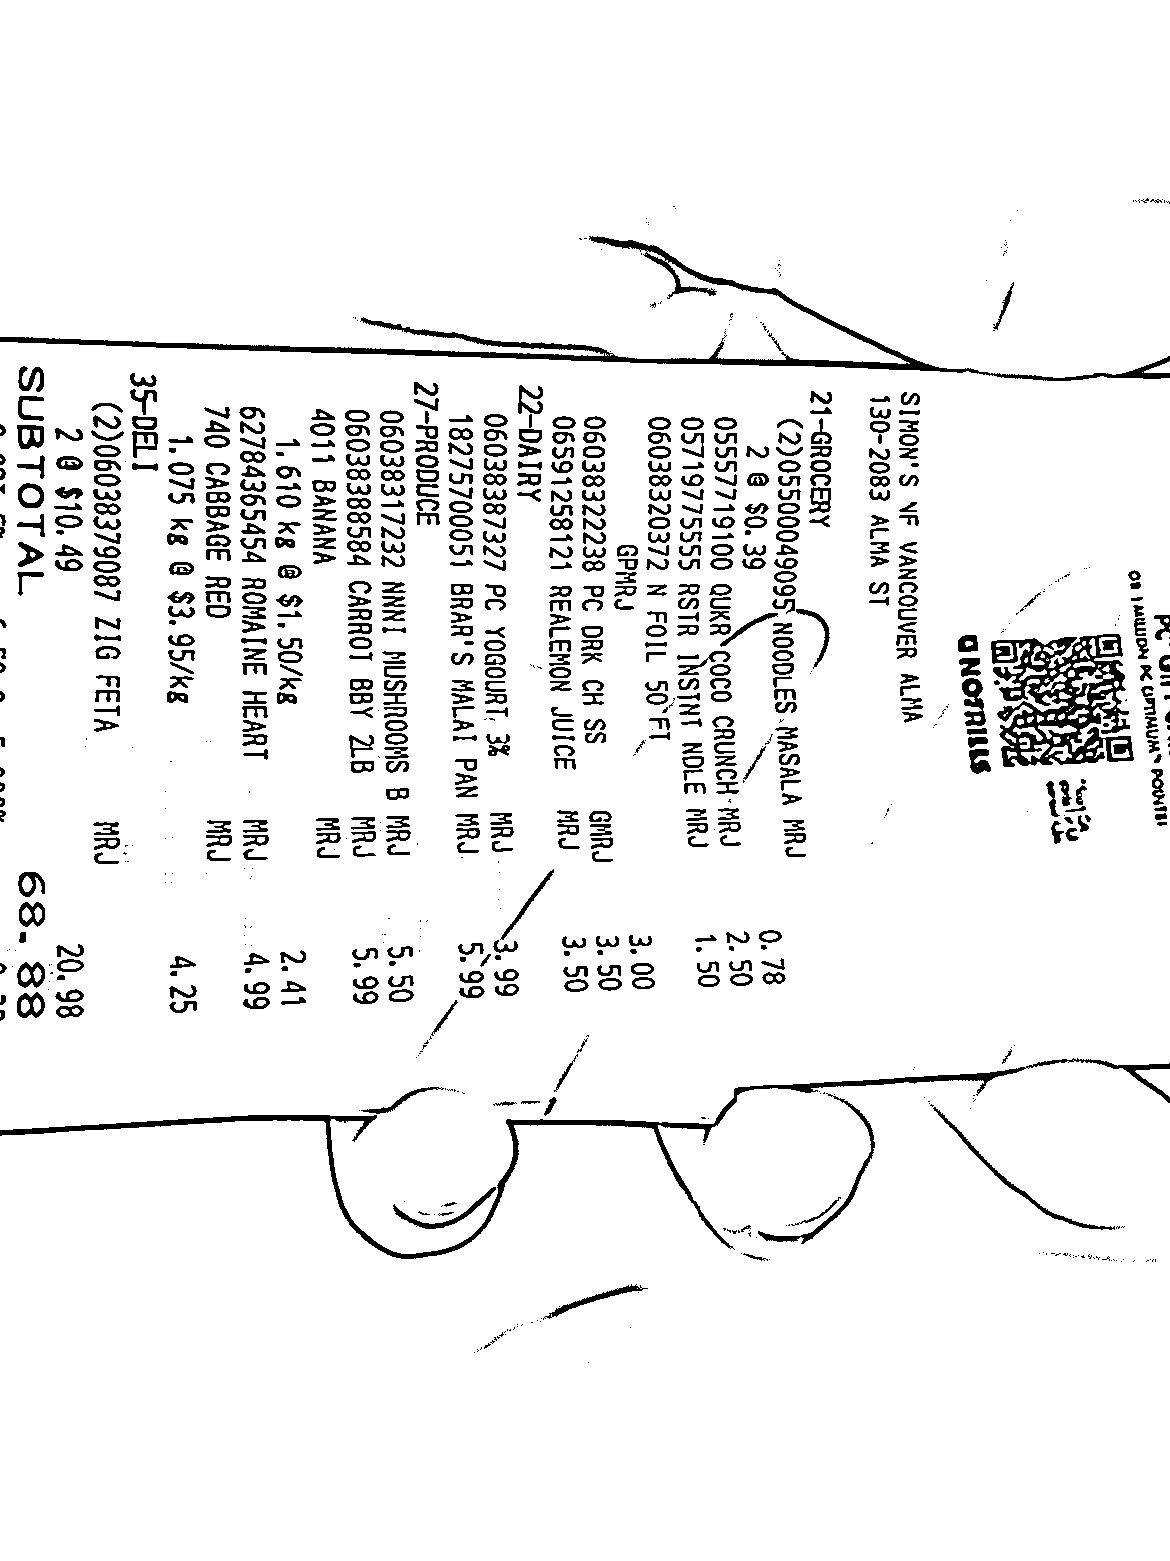 OR 1 MILLION PC OPTIMUM™ POINTS!
NOFRILLS
SIMON'S NF VANCOUVER ALMA
130-2083 ALMA ST
21-GROCERY
(2)05500049095 NOODLES MASALA MRJ
2 @ $0.39 0.78
05557719100 QUKR COCO CRUNCH MRJ 2.50
05719775555 RSTR INSTNT NDLE MRJ 1.50
06038320372 N FOIL 50 FT
GPMRJ 3.00
06038322238 PC DRK CH SS GMRJ 3.50
06591258121 REALEMON JUICE MRJ 3.50
22-DAIRY
06038387327 PC YOGOURT 3% MRJ 3.99
18275700051 BRAR'S MALAI PAN MRJ 5.99
27-PRODUCE
06038317232 NNNI MUSHROOMS B MRJ 5.50
06038388584 CARROT BBY 2LB MRJ 5.99
4011 BANANA MRJ
1.610 kg @ $1.50/kg 2.41
62784365454 ROMAINE HEART MRJ 4.99
740 CABBAGE RED MRJ
1.075 kg @ $3.95/kg 4.25
35-DELI
(2)06038379087 ZIG FETA MRJ
2 @ $10.49 20.98
SUBTOTAL 68.88